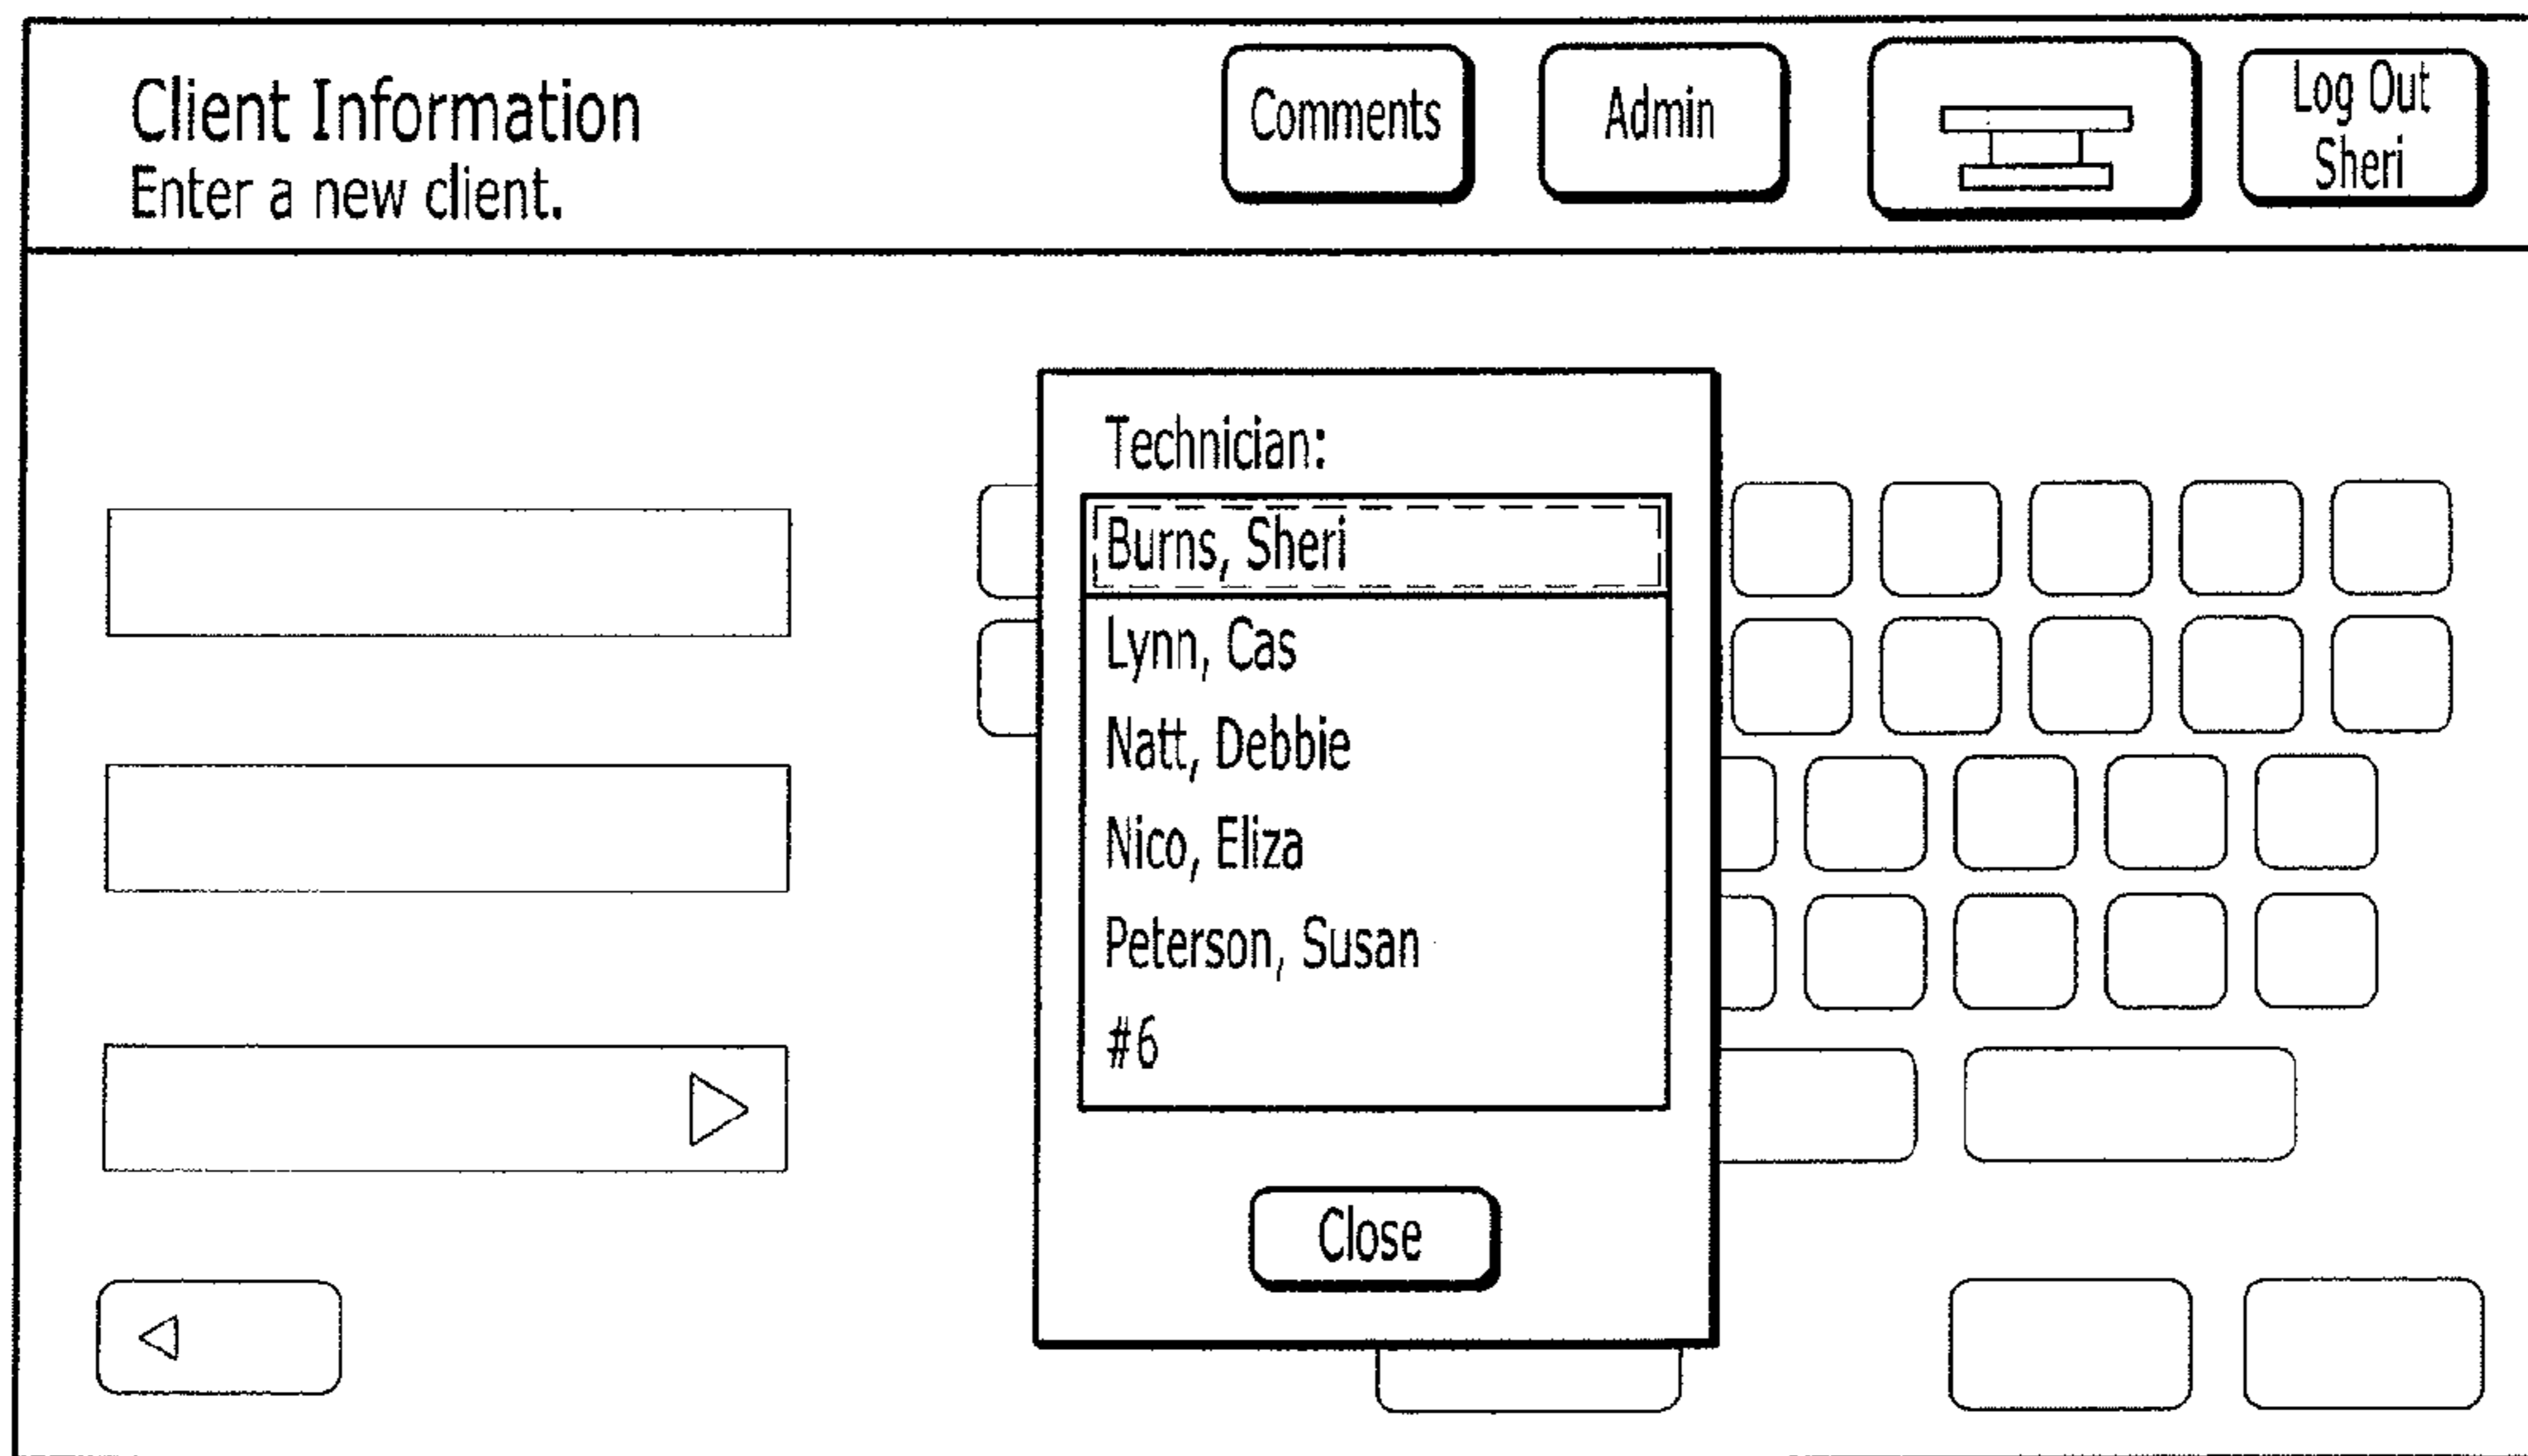 Client Information
Enter a new client.
Comments
Admin
Log Out
Sheri
Technician:
Burns, Sheri
Lynn, Cas
Natt, Debbie
Nico, Eliza
Peterson, Susan
#6
Close